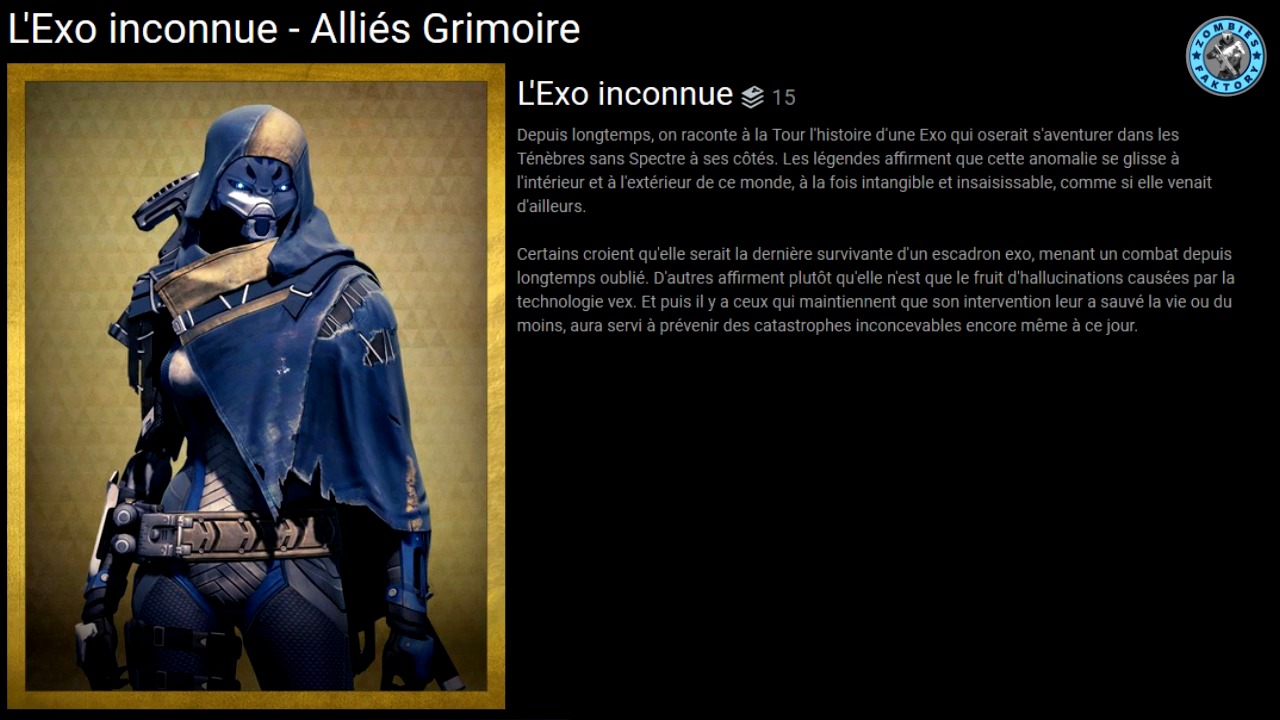 L'Exo inconnue - Alliés Grimoire
ZOMBIES
FAKTORY
L'Exo inconnue 15
Depuis longtemps, on raconte à la Tour l'histoire d'une Exo qui oserait s'aventurer dans les
Ténèbres sans Spectre à ses côtés. Les légendes affirment que cette anomalie se glisse à
l'intérieur et à l'extérieur de ce monde, à la fois intangible et insaisissable, comme si elle venait
d'ailleurs.
Certains croient qu'elle serait la dernière survivante d'un escadron exo, menant un combat depuis
longtemps oublié. D'autres affirment plutôt qu'elle n'est que le fruit d'hallucinations causées par la
technologie vex. Et puis il y a ceux qui maintiennent que son intervention leur a sauvé la vie ou du
moins, aura servi à prévenir des catastrophes inconcevables encore même à ce jour.